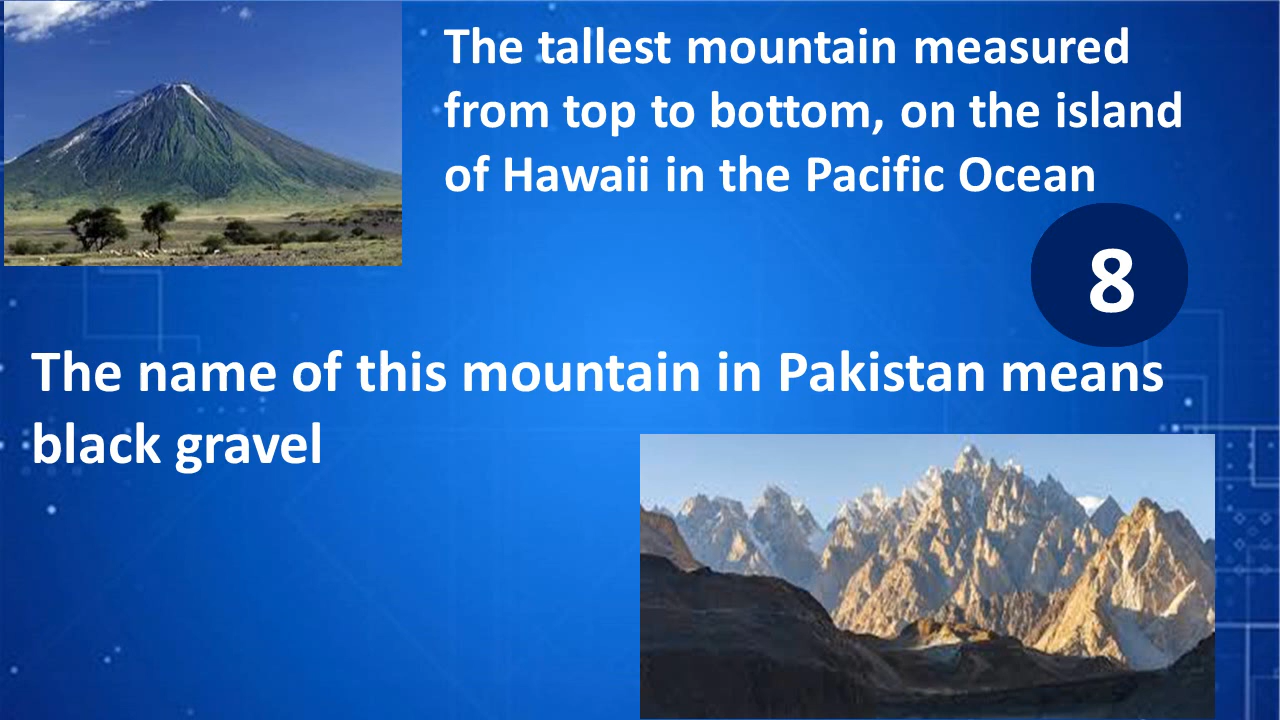 The tallest mountain measured
from top to bottom, on the island
of Hawaii in the Pacific Ocean
8
The name of this mountain in Pakistan means
black gravel